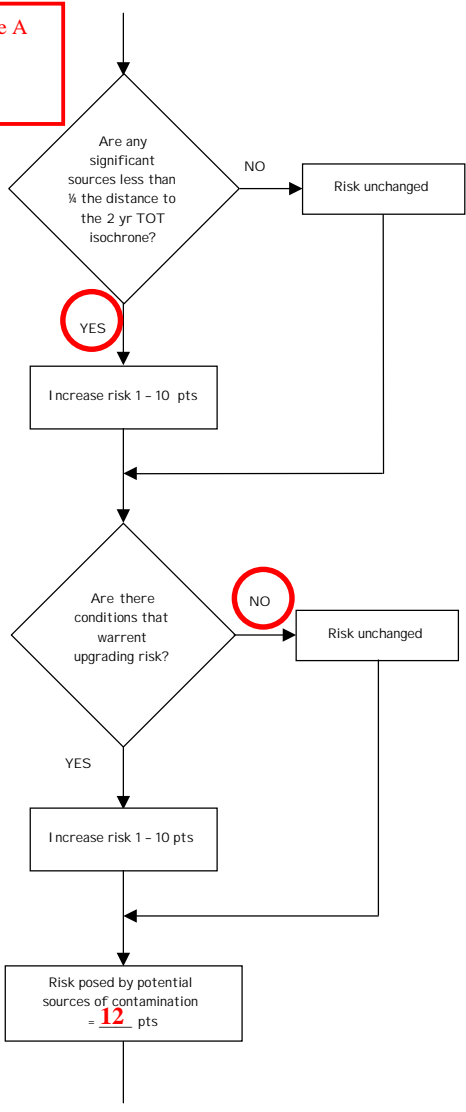 A
Are any
significant
sources less than
¼ the distance to
the 2 yr TOT
isochrone?
NO
Risk unchanged
YES
Increase risk 1 – 10 pts
Are there
conditions that
warrent
upgrading risk?
NO
Risk unchanged
YES
Increase risk 1 – 10 pts
Risk posed by potential
sources of contamination
= 12 pts